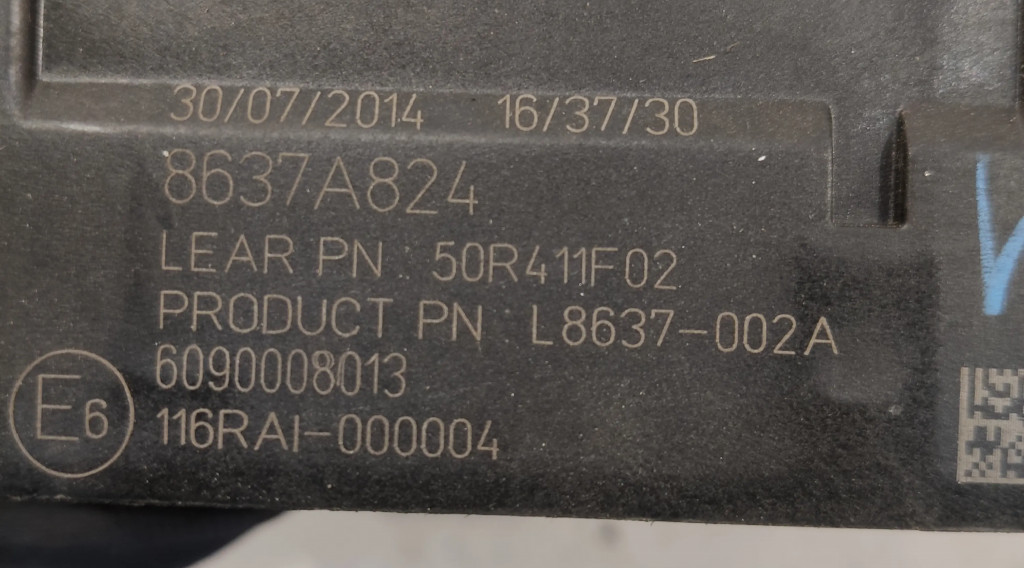 30/07/2014 16/37/30
8637A824
LEAR PN 50R411F02
PRODUCT PN L8637-002A
6090008013
E6 116RAI-000004